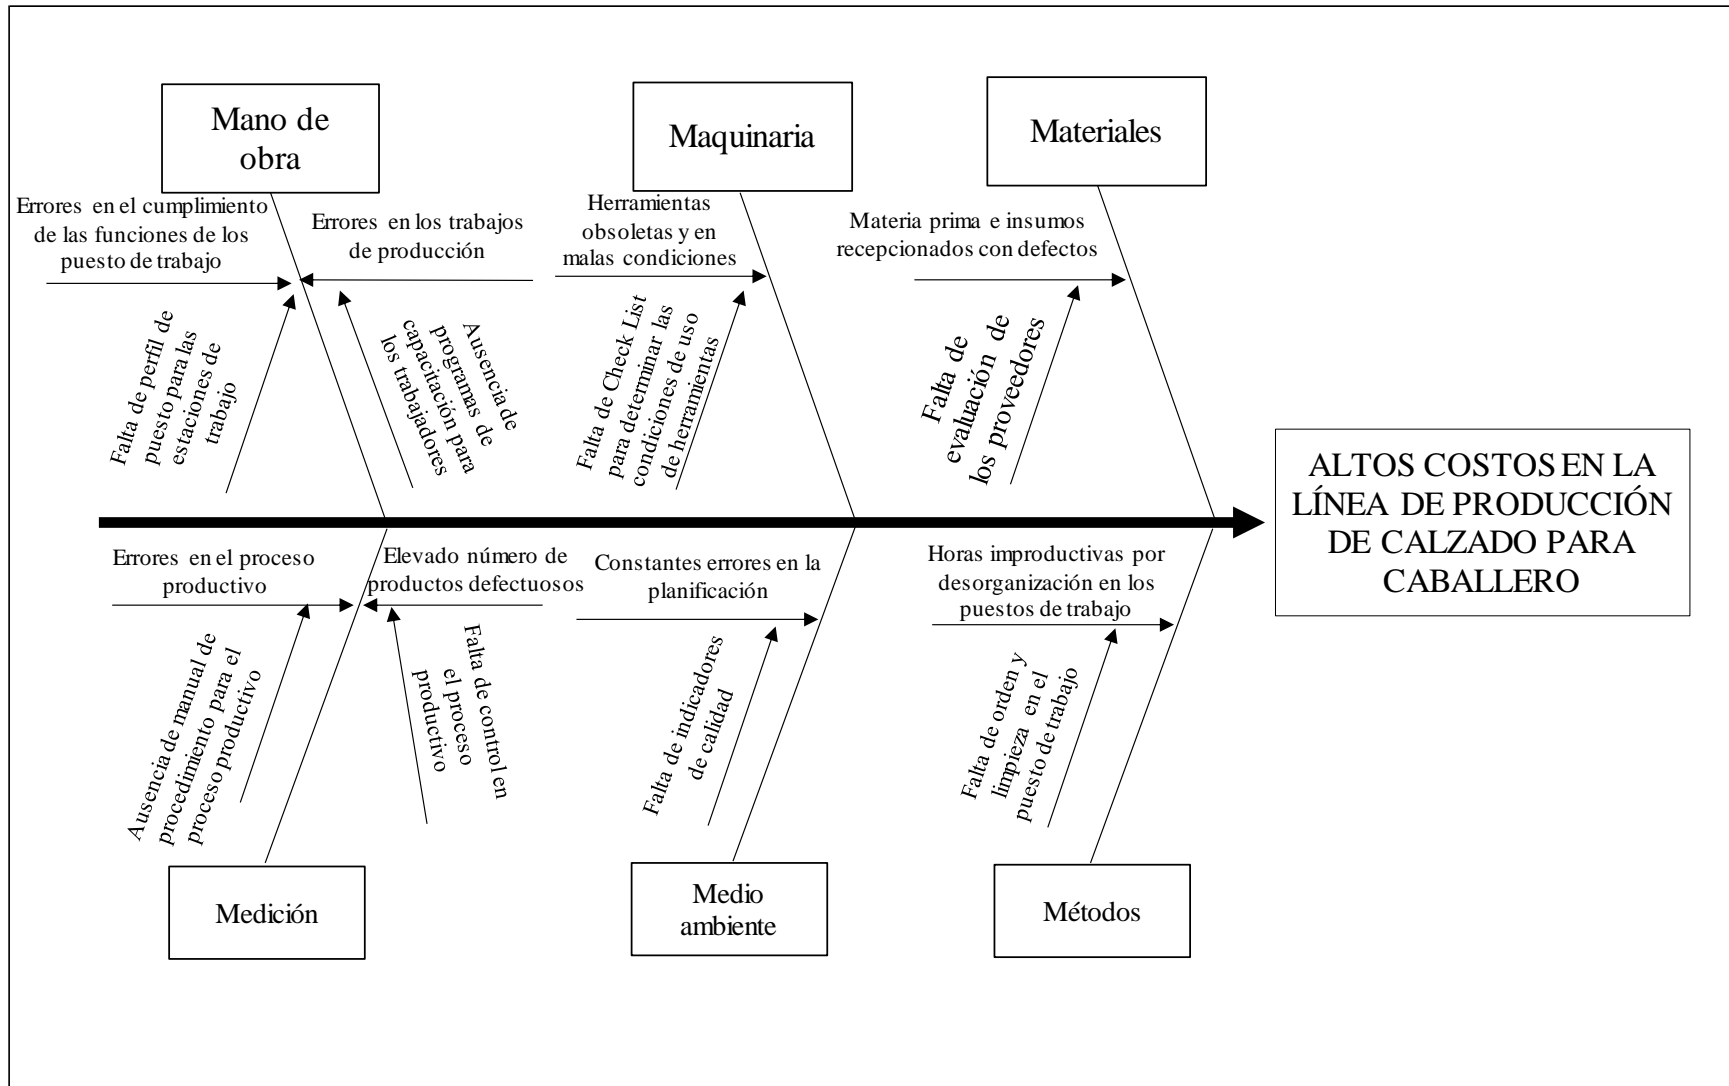 Mano de
obra
Maquinaria
Materiales
Errores en el cumplimiento
de las funciones de los
puesto de trabajo
Errores en los trabajos
de producción
Herramientas
obsoletas y en
malas condiciones
Materia prima e insumos
recepcionados con defectos
Falta de perfil de
puesto para las
estaciones de
trabajo
Ausencia de
programas de
capacitación para
los trabajadores
Falta de Check List
para determinar las
condiciones de uso
de herramientas
Falta de
evaluación de
los proveedores
ALTOS COSTOS EN LA
LÍNEA DE PRODUCCIÓN
DE CALZADO PARA
CABALLERO
Errores en el proceso
productivo
Elevado número de
productos defectuosos
Constantes errores en la
planificación
Horas improductivas por
desorganización en los
puestos de trabajo
Ausencia de manual de
procedimiento para el
proceso productivo
Falta de control en
el proceso
productivo
Falta de indicadores
de calidad
Falta de orden y
limpieza en el
puesto de trabajo
Medición
Medio
ambiente
Métodos